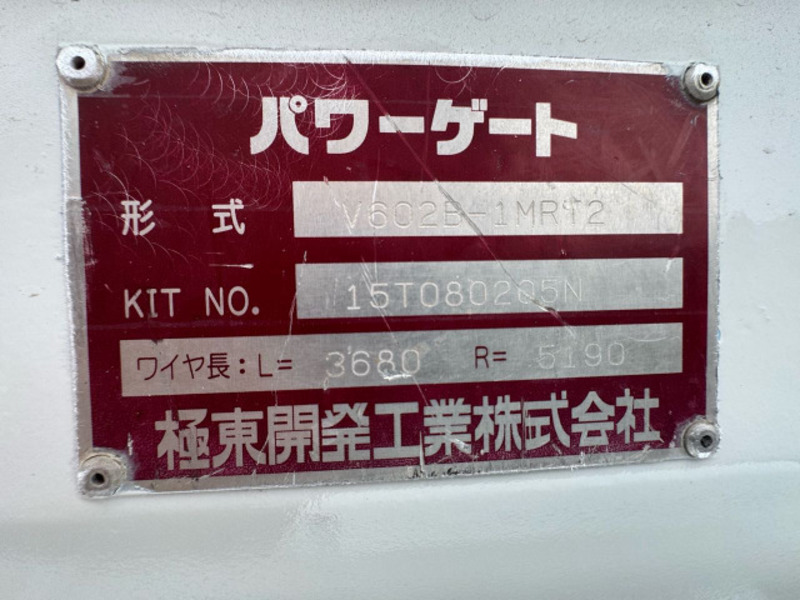 パワーゲート
形 式 V602B-1MRT2
KIT NO. 15T080205N
ワイヤ長：L= 3680 R= 5190
極東開発工業株式会社